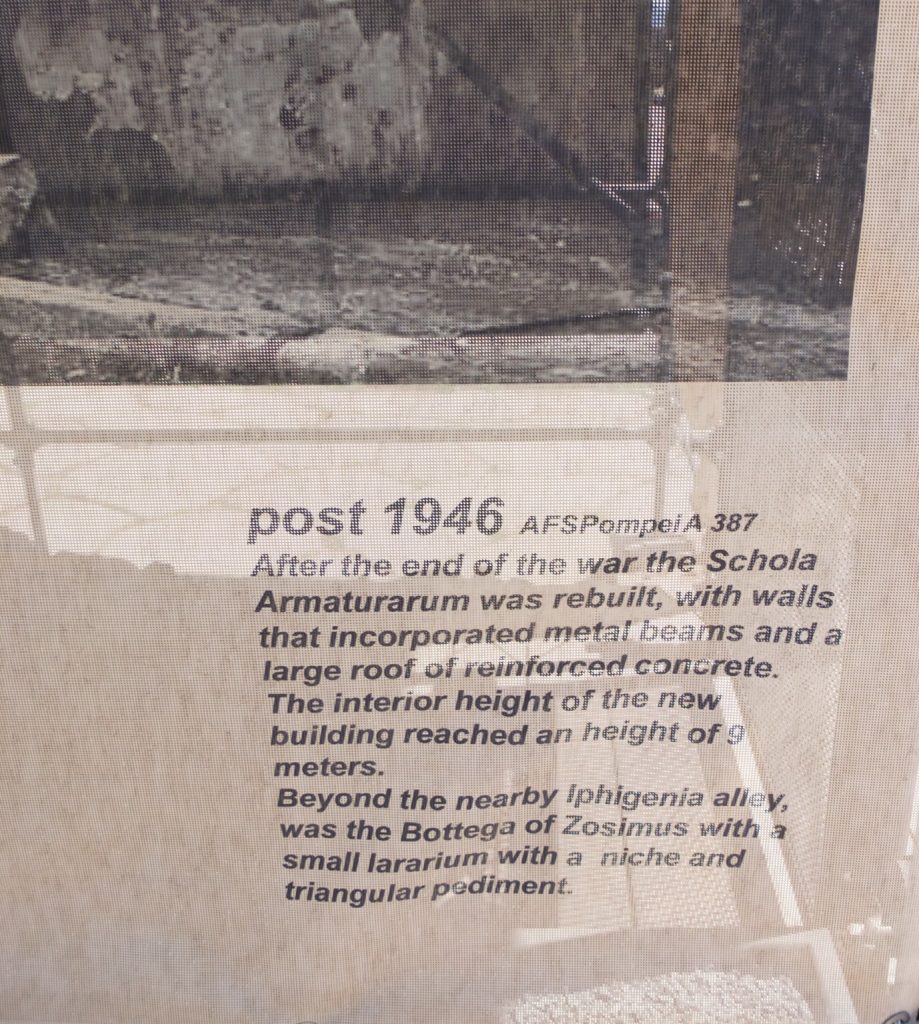 post 1946 AFSPompeiA 387
After the end of the war the Schola
Armaturarum was rebuilt, with walls
that incorporated metal beams and a
large roof of reinforced concrete.
The interior height of the new
building reached an height of 9
meters.
Beyond the nearby Iphigenia alley,
was the Bottega of Zosimus with a
small lararium with a niche and
triangular pediment.